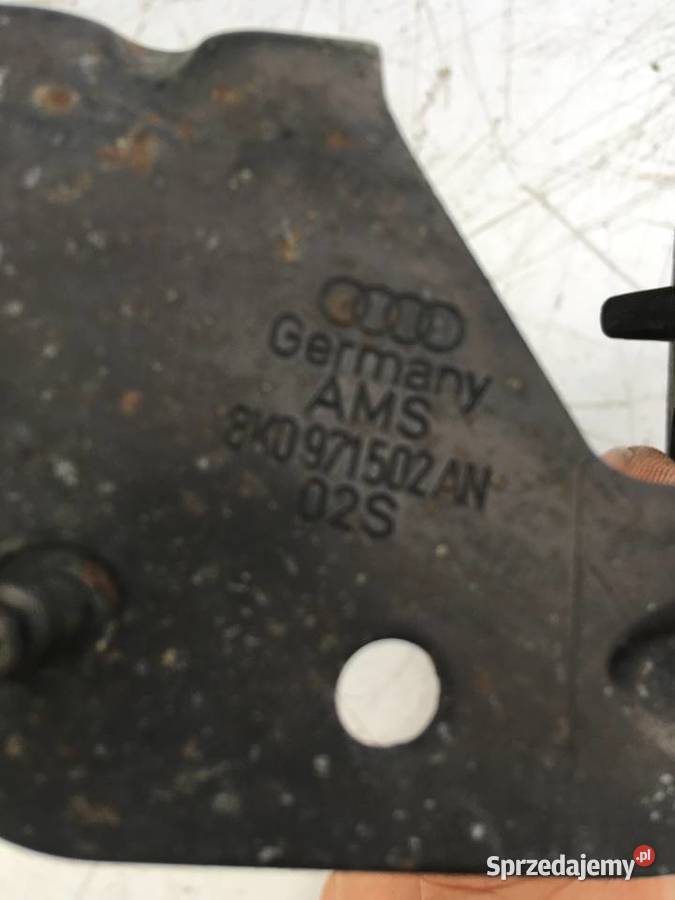 Germany
AMS
8K0 971 502 AN
02S
Sprzedajemy.pl